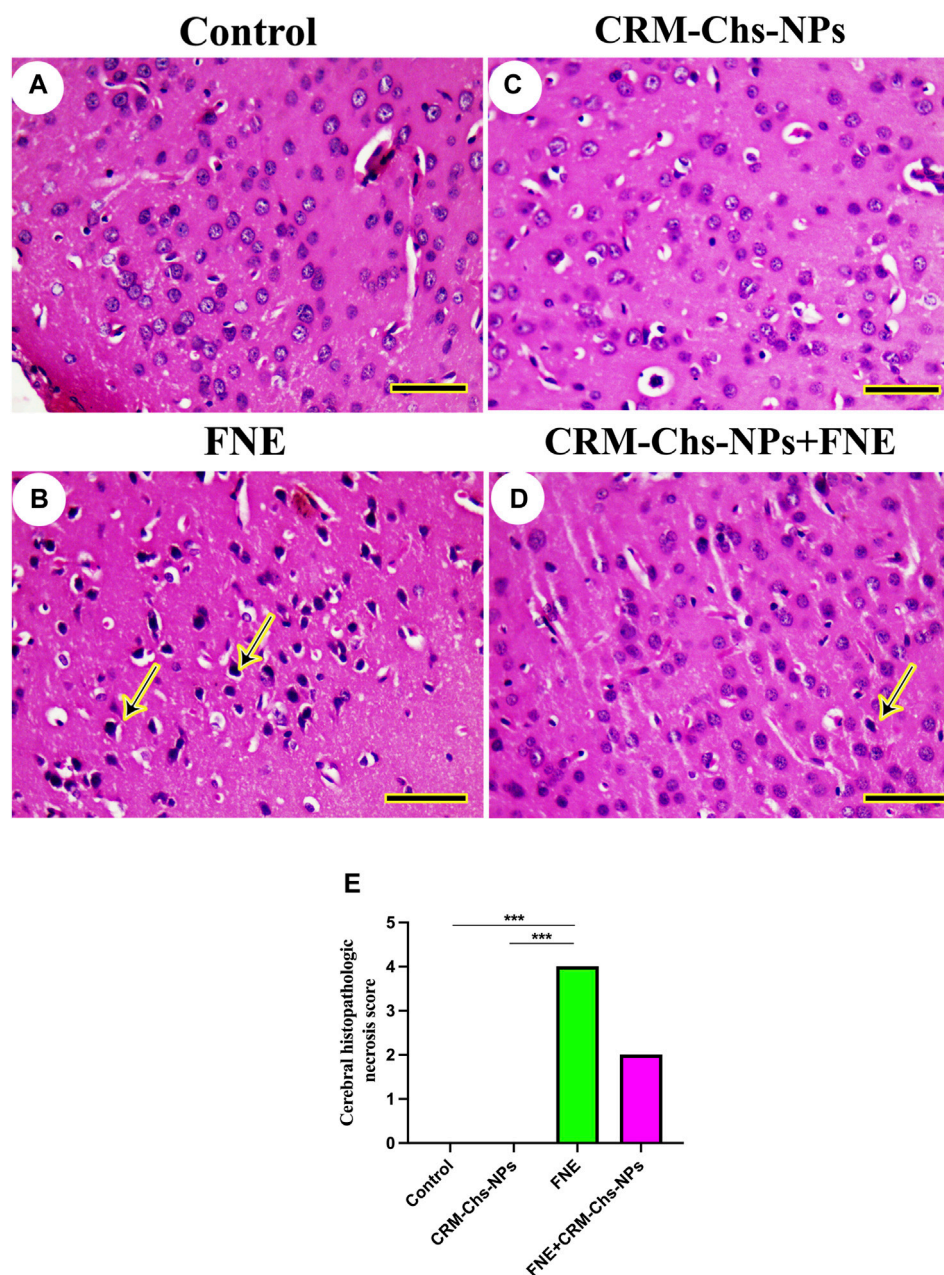 Control
CRM-Chs-NPs
A
C
FNE
CRM-Chs-NPs+FNE
B
D
E
Cerebral histopathologic
necrosis score
5
4
3
2
1
0
***
***
Control
CRM-Chs-NPs
FNE
FNE+CRM-Chs-NPs